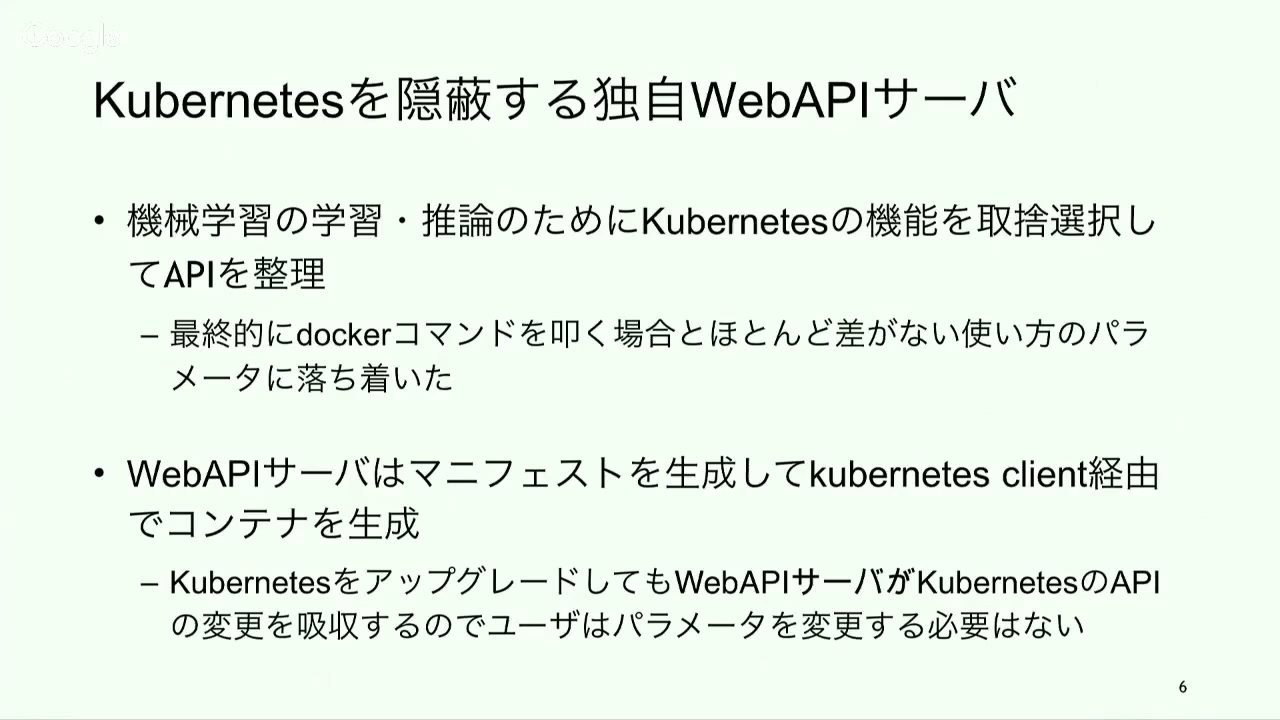 Google
Kubernetesを隠蔽する独自WebAPIサーバ
• 機械学習の学習・推論のためにKubernetesの機能を取捨選択し
てAPIを整理
– 最終的にdockerコマンドを叩く場合とほとんど差がない使い方のパラ
メータに落ち着いた
• WebAPIサーバはマニフェストを生成してkubernetes client経由
でコンテナを生成
– KubernetesをアップグレードしてもWebAPIサーバがKubernetesのAPI
の変更を吸収するのでユーザはパラメータを変更する必要はない
6